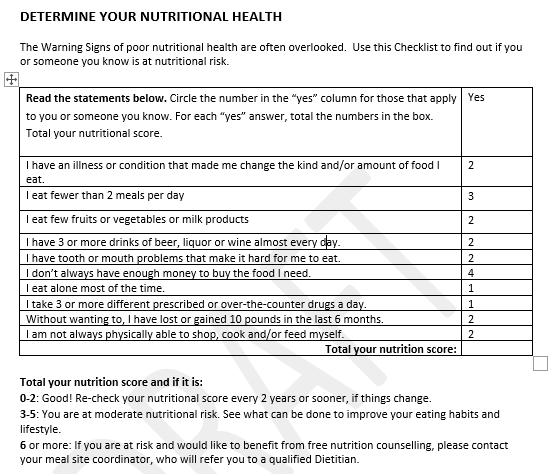 DETERMINE YOUR NUTRITIONAL HEALTH
The Warning Signs of poor nutritional health are often overlooked.  Use this Checklist to find out if you
or someone you know is at nutritional risk.
Read the statements below. Circle the number in the “yes” column for those that apply Yes
to you or someone you know. For each “yes” answer, total the numbers in the box.
Total your nutritional score.
I have an illness or condition that made me change the kind and/or amount of food I 2
eat.
I eat fewer than 2 meals per day 3
I eat few fruits or vegetables or milk products 2
I have 3 or more drinks of beer, liquor or wine almost every day. 2
I have tooth or mouth problems that make it hard for me to eat. 2
I don’t always have enough money to buy the food I need. 4
I eat alone most of the time. 1
I take 3 or more different prescribed or over-the-counter drugs a day. 1
Without wanting to, I have lost or gained 10 pounds in the last 6 months. 2
I am not always physically able to shop, cook and/or feed myself. 2
Total your nutrition score:
Total your nutrition score and if it is:
0-2: Good! Re-check your nutritional score every 2 years or sooner, if things change.
3-5: You are at moderate nutritional risk. See what can be done to improve your eating habits and
lifestyle.
6 or more: If you are at risk and would like to benefit from free nutrition counselling, please contact
your meal site coordinator, who will refer you to a qualified Dietitian.
DRAFT